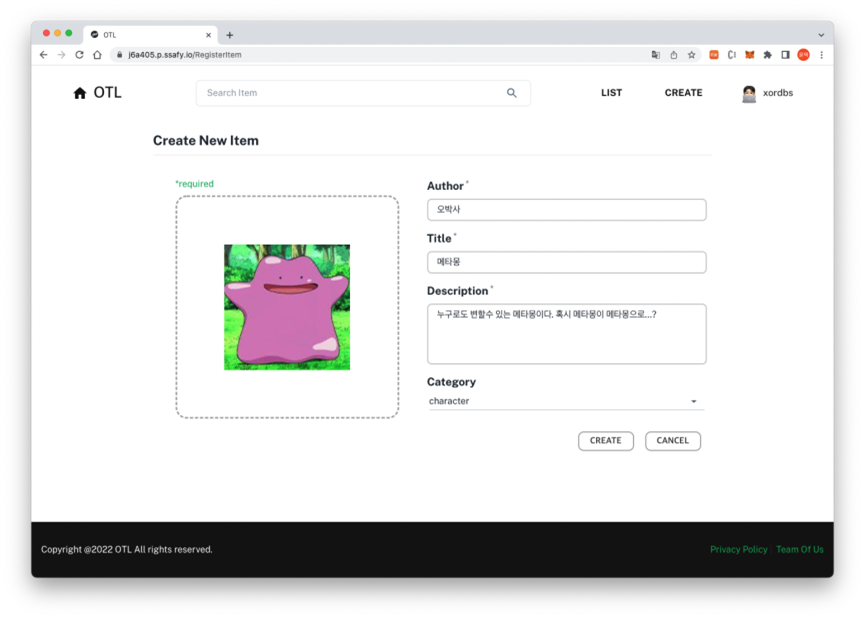 OTL
j6a405.p.ssafy.io/RegisterItem
OTL
Search Item
LIST
CREATE
xordbs
Create New Item
*required
Author*
오박사
Title*
메타몽
Description*
누구로도 변할수 있는 메타몽이다. 혹시 메타몽이 메타몽으로...?
Category
character
CREATE
CANCEL
Copyright @2022 OTL All rights reserved.
Privacy Policy
Team Of Us